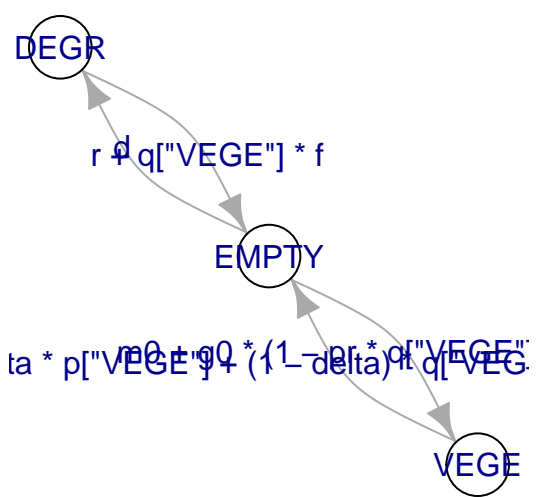 DEGR
d
r + q["VEGE"] * f
EMPTY
m0 + g0 * (1 − pr * q["VEGE"]
ta * p["VEGE"] + (1 − delta) * q["VEG
VEGE